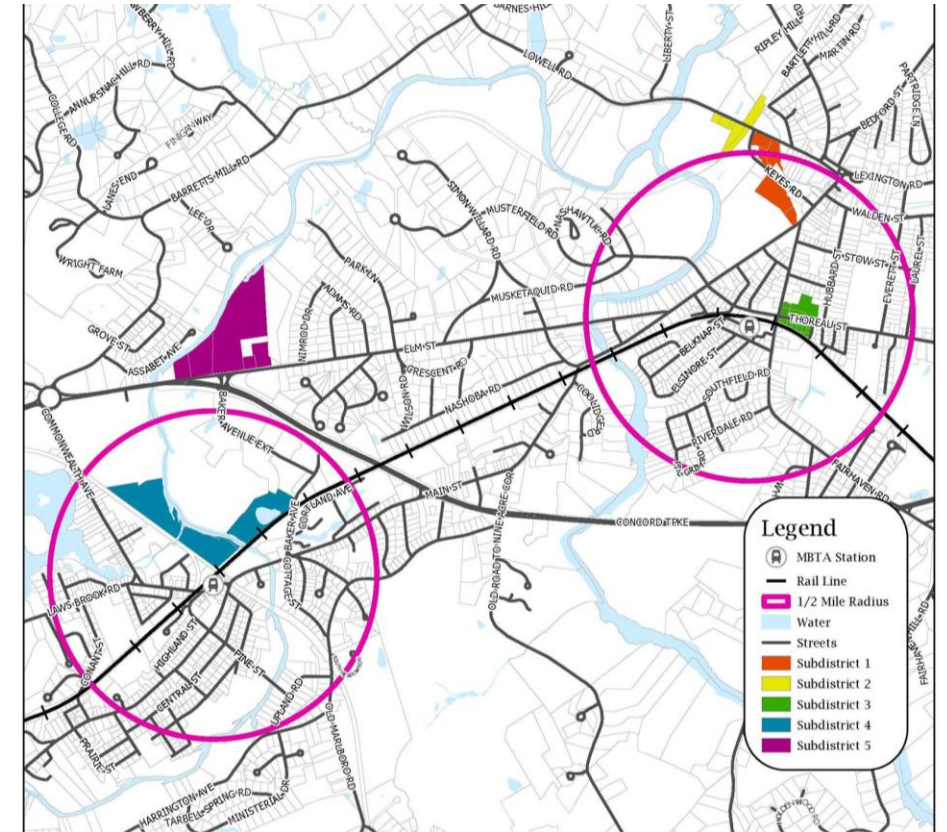 BARNES HILL
LIBERTY ST
RIPLEY HILL
BARTLETT HILL RD
MARTIN RD
PARTRIDGE LN
BEDFORD ST
LOWELL RD
ANNURSNAC HILL RD
COLLEGE RD
FINIGAN WAY
BARRETTS MILL RD
LANES END
LEE DR
WRIGHT FARM
GROVE ST
ASSABET AVE
SIMON WILLARD RD
MUSTERFIELD RD
NASHAWTUC RD
KEYES RD
LEXINGTON RD
WALDEN ST
STOW ST
HUBBARD ST
EVERETT ST
LAUREL ST
PARK LN
ADAMS RD
NIMROD DR
MUSKETAQUID RD
ELM ST
CRESCENT RD
WILSON RD
NASHOBA RD
COOLIDGE RD
THOREAU ST
BELKNAP ST
ELSINORE ST
SOUTHFIELD RD
RIVERDALE RD
FAIRHAVEN RD
COMMONWEALTH AVE
BAKER AVENUE EXT
CORTLAND AVE
BAKER AVE
COTTAGE ST
MAIN ST
OLD ROAD TO NINE ACRE COR
CONCORD TPKE
LAWS BROOK RD
CONANT ST
HIGHLAND ST
CENTRAL ST
PINE ST
UPLAND RD
OLD MARLBORO RD
PRAIRIE ST
HARRINGTON AVE
TARBELL SPRING RD
MINISTERIAL DR
FAIRHAVEN HILL RD
Legend
MBTA Station
Rail Line
1/2 Mile Radius
Water
Streets
Subdistrict 1
Subdistrict 2
Subdistrict 3
Subdistrict 4
Subdistrict 5